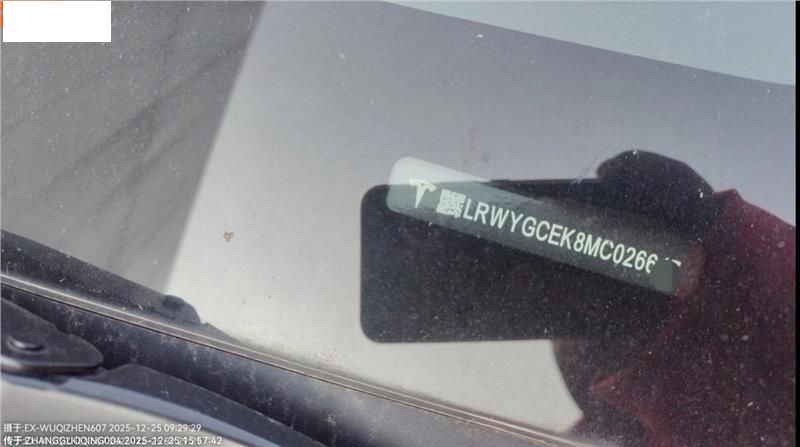 LRWYGCEK8MC026
摄于:EX-WUQIZHEN607 2025-12-25 09:29:29
传于:ZHANGGUOQING004 2025-12-25 15:57:42